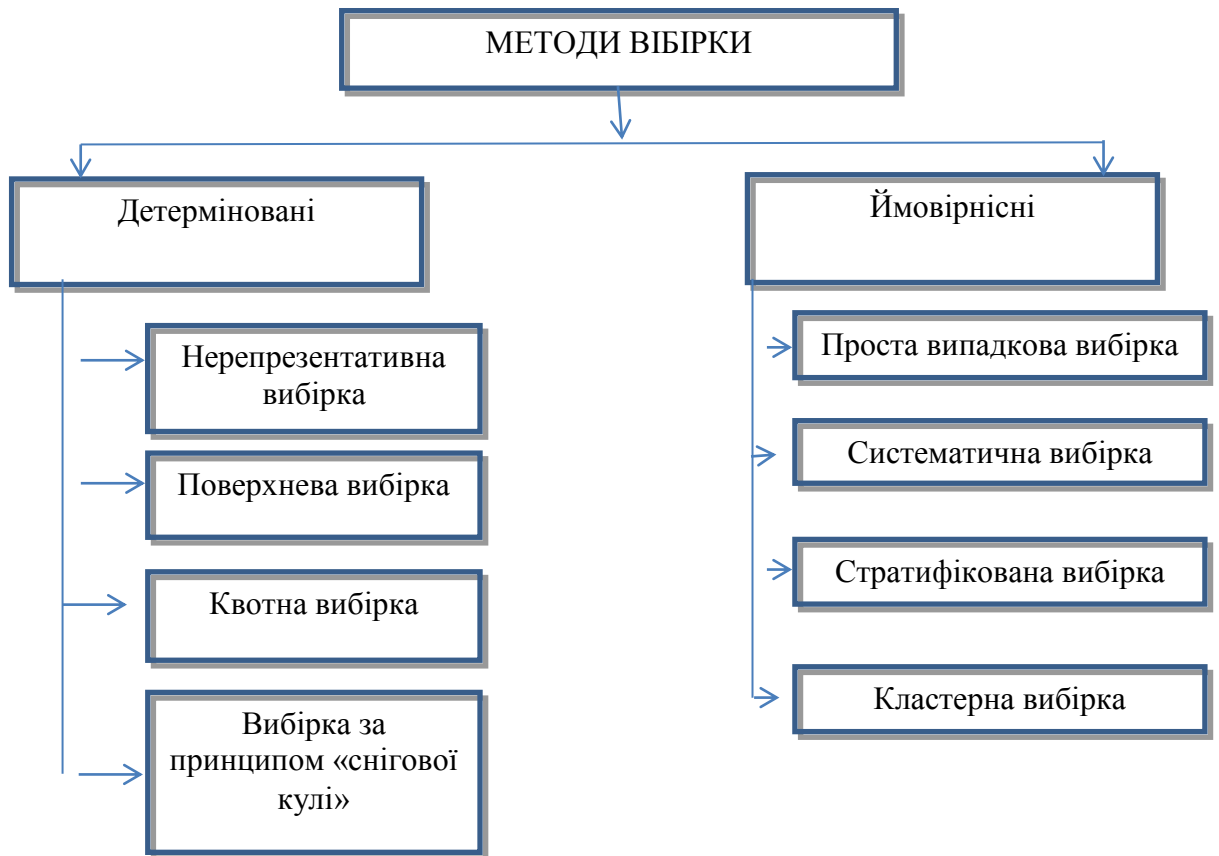 МЕТОДИ ВІБІРКИ
Детерміновані
Нерепрезентативна
вибірка
Поверхнева вибірка
Квотна вибірка
Вибірка за
принципом «снігової
кулі»
Ймовірнісні
Проста випадкова вибірка
Систематична вибірка
Стратифікована вибірка
Кластерна вибірка